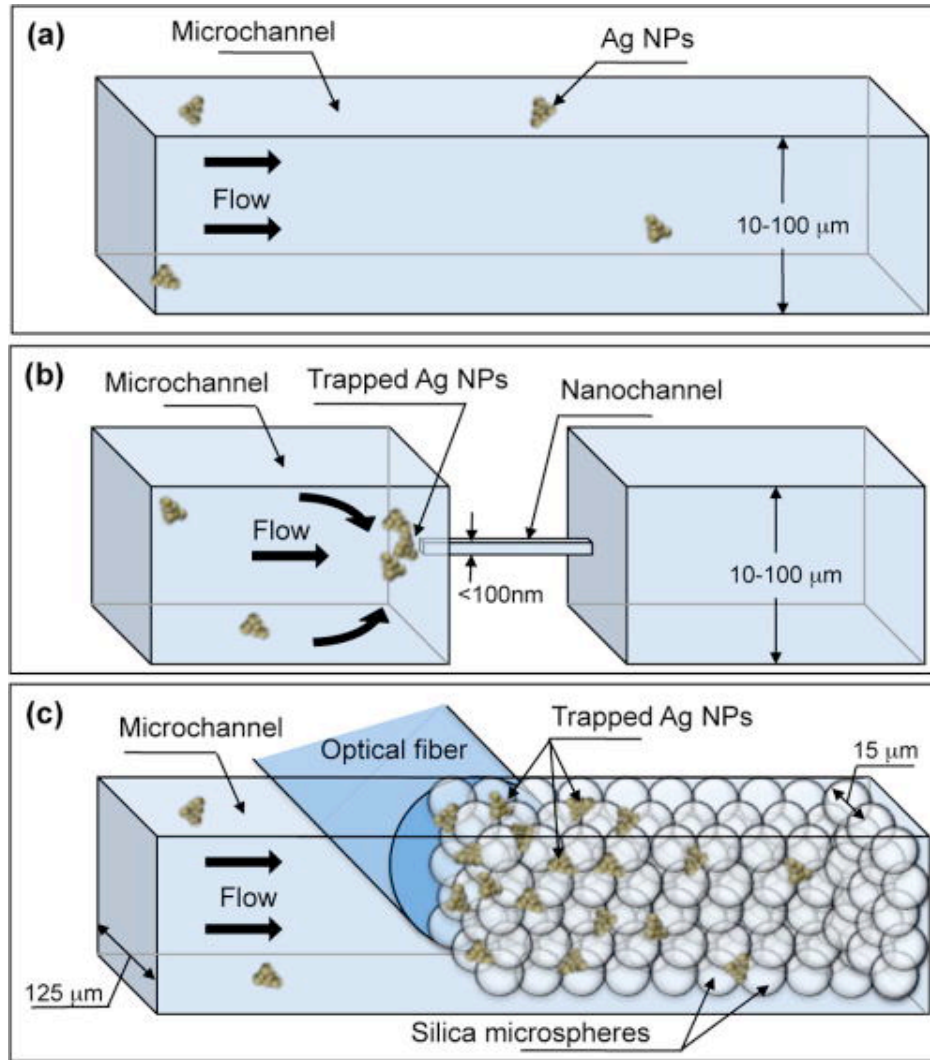 (a)
Microchannel
Ag NPs
Flow
10-100 μm
(b)
Microchannel
Trapped Ag NPs
Nanochannel
Flow
<100nm
10-100 μm
(c)
Microchannel
Optical fiber
Trapped Ag NPs
15 μm
Flow
125 μm
Silica microspheres